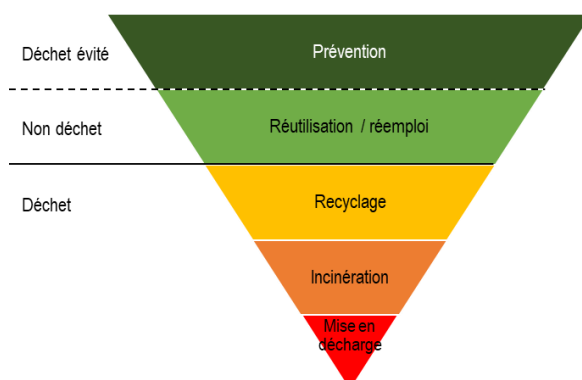 Déchet évité
Prévention
Non déchet
Réutilisation / réemploi
Déchet
Recyclage
Incinération
Mise en
décharge